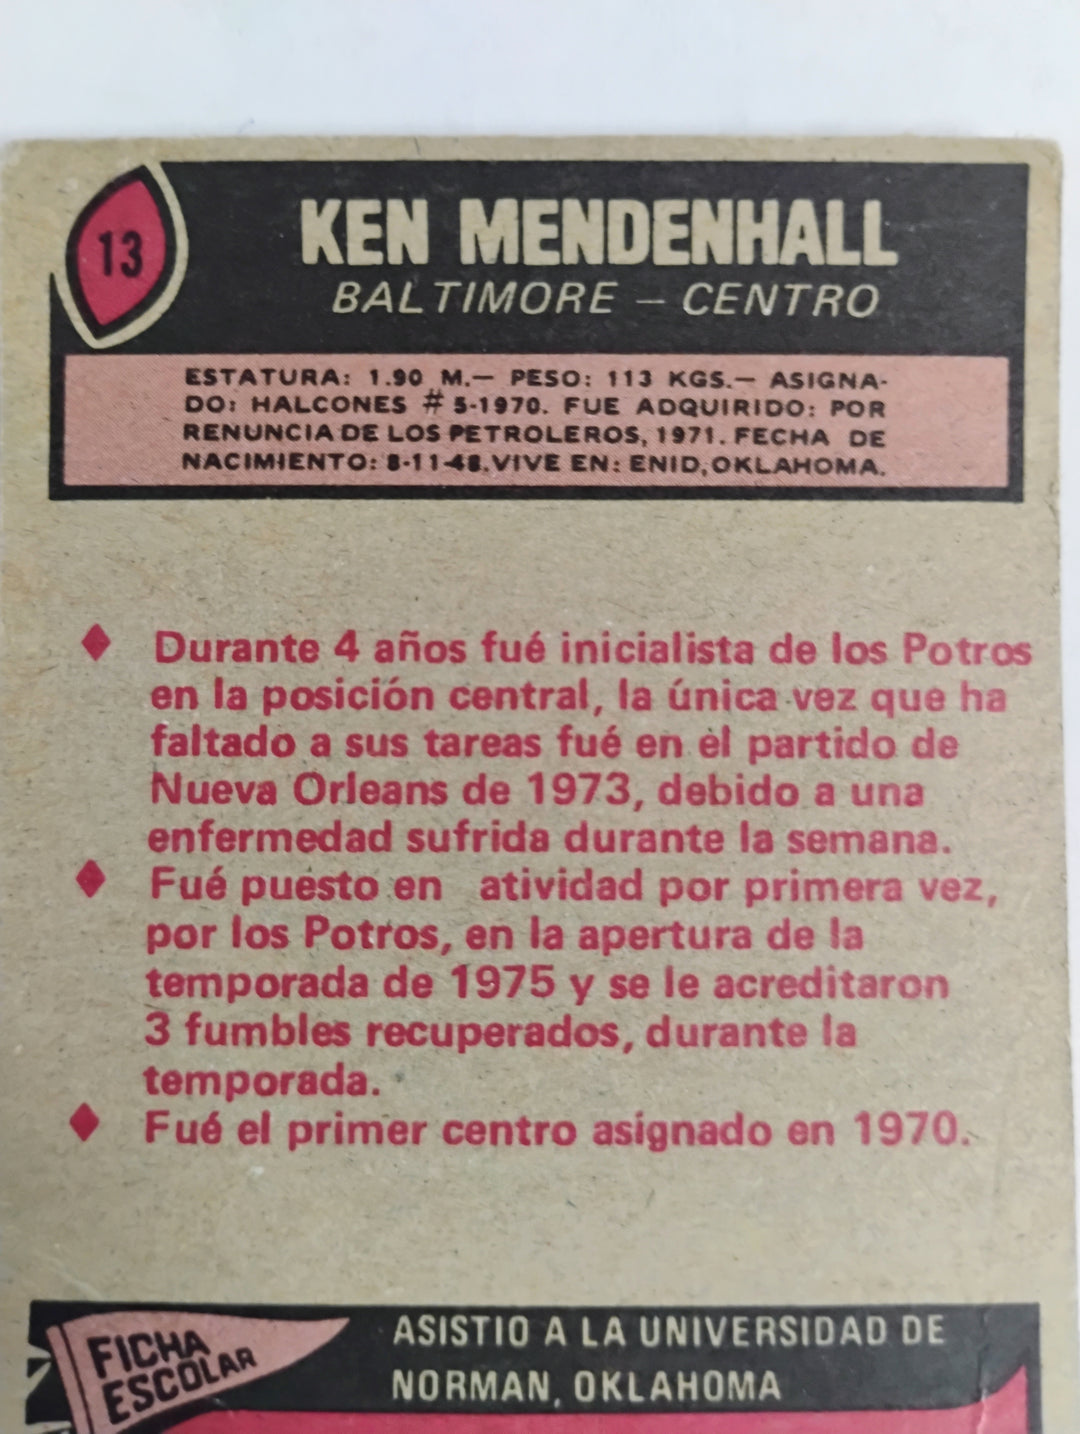 13
KEN MENDENHALL
BALTIMORE — CENTRO
ESTATURA: 1.90 M.— PESO: 113 KGS.— ASIGNA-
DO: HALCONES # 5-1970. FUE ADQUIRIDO: POR
RENUNCIA DE LOS PETROLEROS, 1971. FECHA DE
NACIMIENTO: 8-11-48. VIVE EN: ENID, OKLAHOMA.
♦ Durante 4 años fué inicialista de los Potros
en la posición central, la única vez que ha
faltado a sus tareas fué en el partido de
Nueva Orleans de 1973, debido a una
enfermedad sufrida durante la semana.
♦ Fué puesto en atividad por primera vez,
por los Potros, en la apertura de la
temporada de 1975 y se le acreditaron
3 fumbles recuperados, durante la
temporada.
♦ Fué el primer centro asignado en 1970.
FICHA
ESCOLAR
ASISTIO A LA UNIVERSIDAD DE
NORMAN, OKLAHOMA